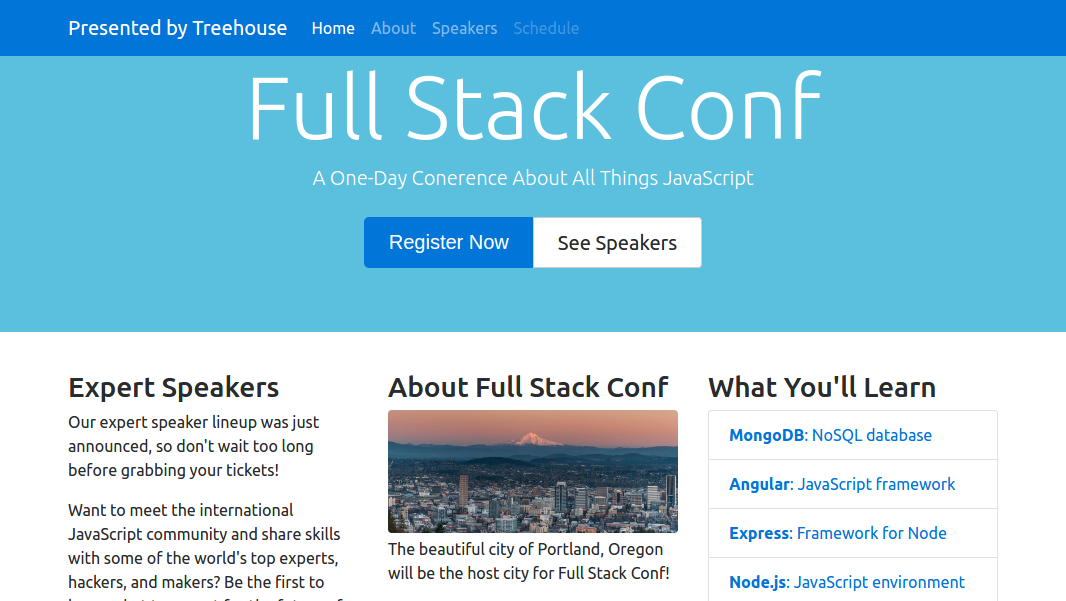 Presented by Treehouse Home About Speakers Schedule
Full Stack Conf
A One-Day Conerence About All Things JavaScript
Register Now See Speakers
Expert Speakers
Our expert speaker lineup was just
announced, so don't wait too long
before grabbing your tickets!
Want to meet the international
JavaScript community and share skills
with some of the world's top experts,
hackers, and makers? Be the first to
About Full Stack Conf
The beautiful city of Portland, Oregon
will be the host city for Full Stack Conf!
What You'll Learn
MongoDB: NoSQL database
Angular: JavaScript framework
Express: Framework for Node
Node.js: JavaScript environment